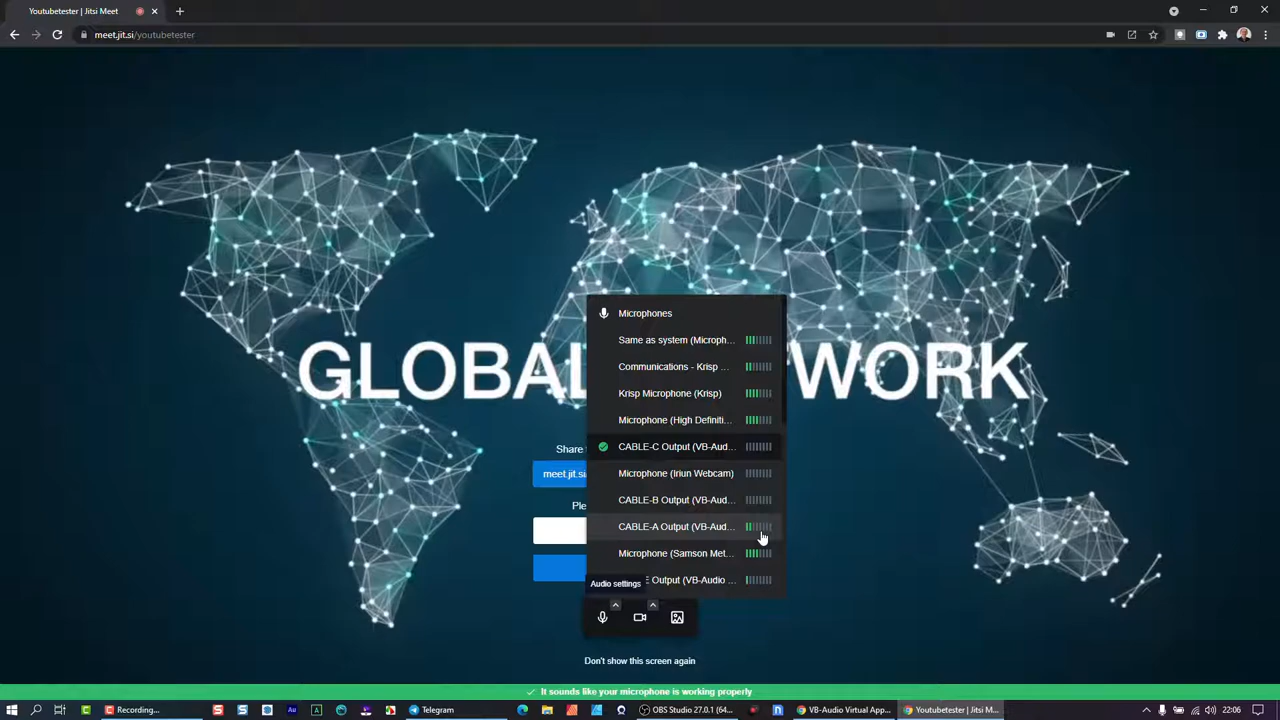 Youtubetester | Jitsi Meet
meet.jit.si/youtubetester
GLOBAL
WORK
Microphones
Same as system (Microph...
Communications - Krisp ...
Krisp Microphone (Krisp)
Microphone (High Definiti...
CABLE-C Output (VB-Aud...
Microphone (Iriun Webcam)
CABLE-B Output (VB-Aud...
CABLE-A Output (VB-Aud...
Microphone (Samson Met...
Output (VB-Audio ...
Share
meet.jit.si
Audio settings
Don't show this screen again
It sounds like your microphone is working properly
Recording...
Telegram
OBS Studio 27.0.1 (64...
VB-Audio Virtual App...
Youtubetester | Jitsi M...
22:06